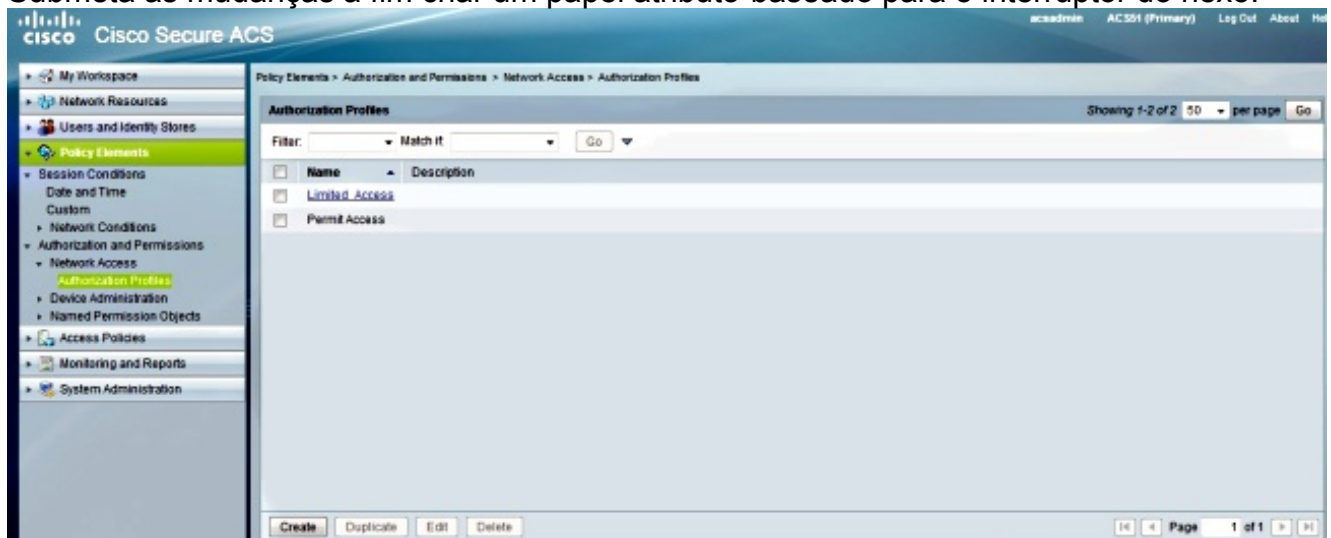 Submeta as mudanças a fim criar um papel atributo-baseado para o interruptor do nexo.
acsadmin ACS51 (Primary) Log Out About Hel
CISCO Cisco Secure ACS
My Workspace
Network Resources
Users and Identity Stores
Policy Elements
Session Conditions
Date and Time
Custom
Network Conditions
Authorization and Permissions
Network Access
Authorization Profiles
Device Administration
Named Permission Objects
Access Policies
Monitoring and Reports
System Administration
Policy Elements > Authorization and Permissions > Network Access > Authorization Profiles
Authorization Profiles Showing 1-2 of 2 50 per page Go
Filter: Match if: Go
Name Description
Limited Access
Permit Access
Create Duplicate Edit Delete Page 1 of 1